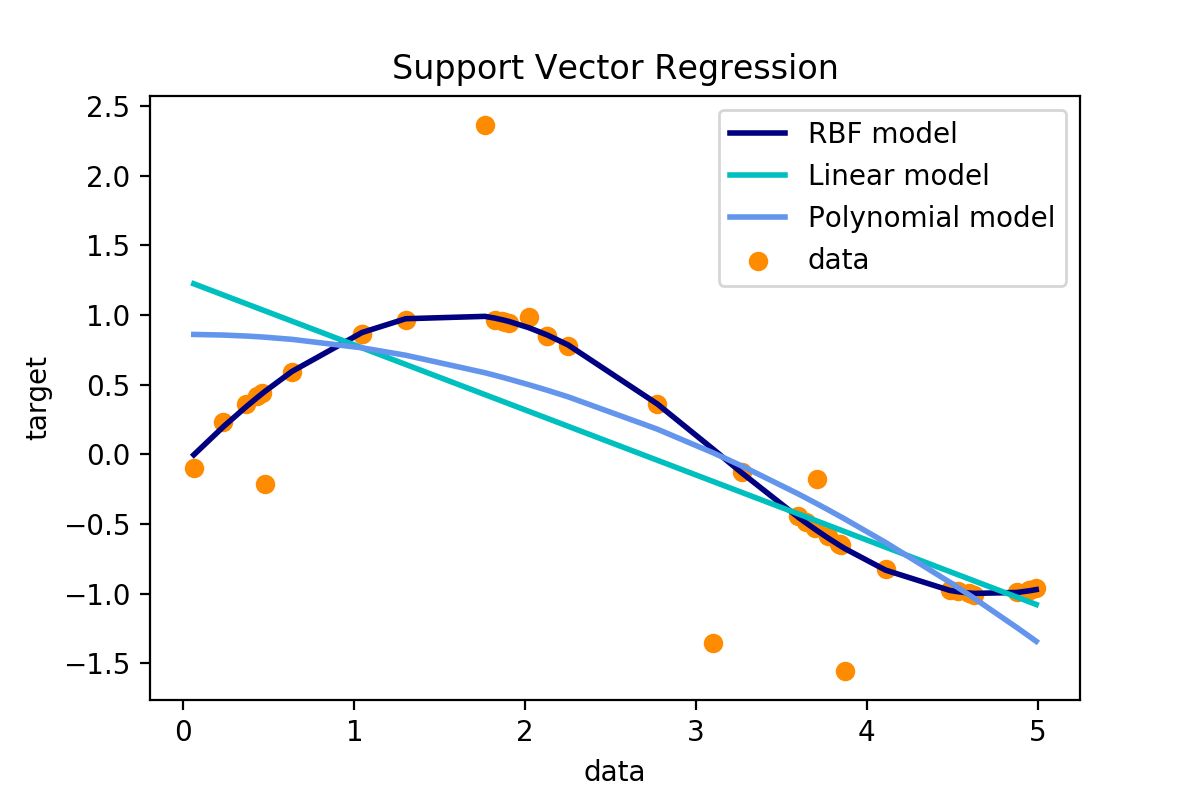 Support Vector Regression
2.5
2.0
1.5
1.0
0.5
0.0
−0.5
−1.0
−1.5
target
RBF model
Linear model
Polynomial model
data
0 1 2 3 4 5
data